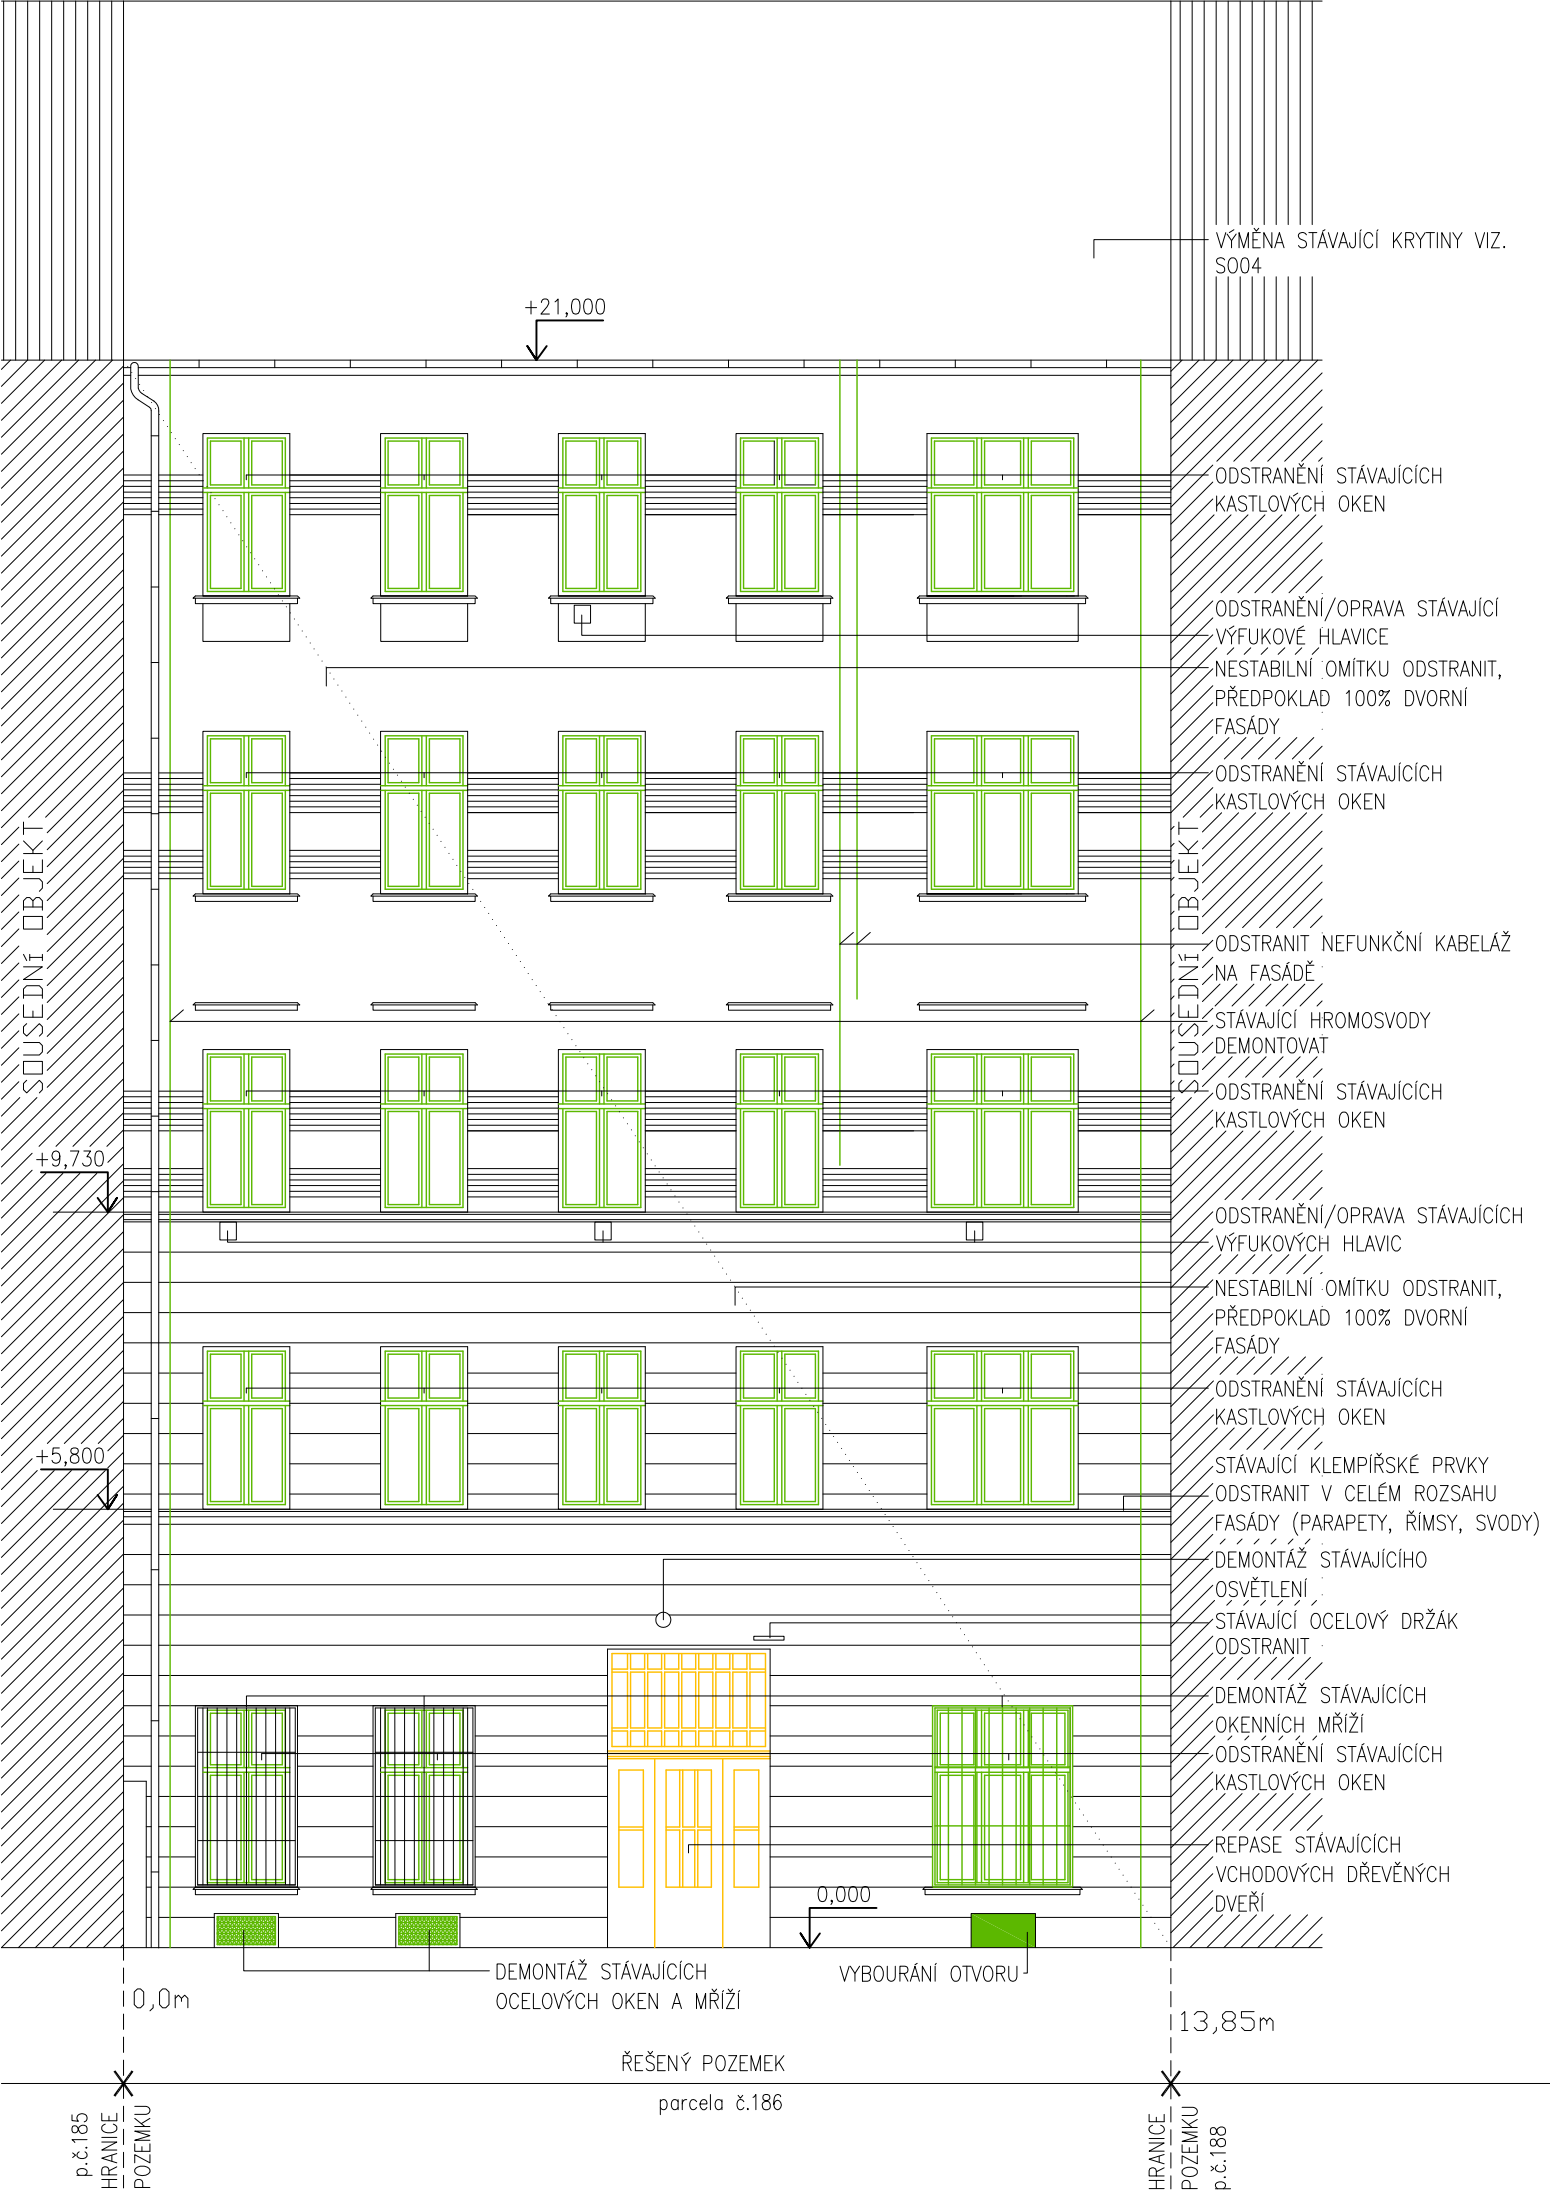 VÝMĚNA STÁVAJÍCÍ KRYTINY VIZ.
SO04
+21,000
ODSTRANĚNÍ STÁVAJÍCÍCH
KASTLOVÝCH OKEN
ODSTRANĚNÍ/OPRAVA STÁVAJÍCÍ
VÝFUKOVÉ HLAVICE
NESTABILNÍ OMÍTKU ODSTRANIT,
PŘEDPOKLAD 100% DVORNÍ
FASÁDY
ODSTRANĚNÍ STÁVAJÍCÍCH
KASTLOVÝCH OKEN
SOUSEDNÍ OBJEKT
SOUSEDNÍ OBJEKT
ODSTRANIT NEFUNKČNÍ KABELÁŽ
NA FASÁDĚ
STÁVAJÍCÍ HROMOSVODY
DEMONTOVAT
ODSTRANĚNÍ STÁVAJÍCÍCH
KASTLOVÝCH OKEN
+9,730
ODSTRANĚNÍ/OPRAVA STÁVAJÍCÍCH
VÝFUKOVÝCH HLAVIC
NESTABILNÍ OMÍTKU ODSTRANIT,
PŘEDPOKLAD 100% DVORNÍ
FASÁDY
ODSTRANĚNÍ STÁVAJÍCÍCH
KASTLOVÝCH OKEN
+5,800
STÁVAJÍCÍ KLEMPÍŘSKÉ PRVKY
ODSTRANIT V CELÉM ROZSAHU
FASÁDY (PARAPETY, ŘÍMSY, SVODY)
DEMONTÁŽ STÁVAJÍCÍHO
OSVĚTLENÍ
STÁVAJÍCÍ OCELOVÝ DRŽÁK
ODSTRANIT
DEMONTÁŽ STÁVAJÍCÍCH
OKENNÍCH MŘÍŽÍ
ODSTRANĚNÍ STÁVAJÍCÍCH
KASTLOVÝCH OKEN
REPASE STÁVAJÍCÍCH
VCHODOVÝCH DŘEVĚNÝCH
DVEŘÍ
0,000
DEMONTÁŽ STÁVAJÍCÍCH
OCELOVÝCH OKEN A MŘÍŽÍ
VYBOURÁNÍ OTVORU
0,0m
13,85m
ŘEŠENÝ POZEMEK
parcela č.186
p.č.185
HRANICE
POZEMKU
HRANICE
POZEMKU
p.č.188